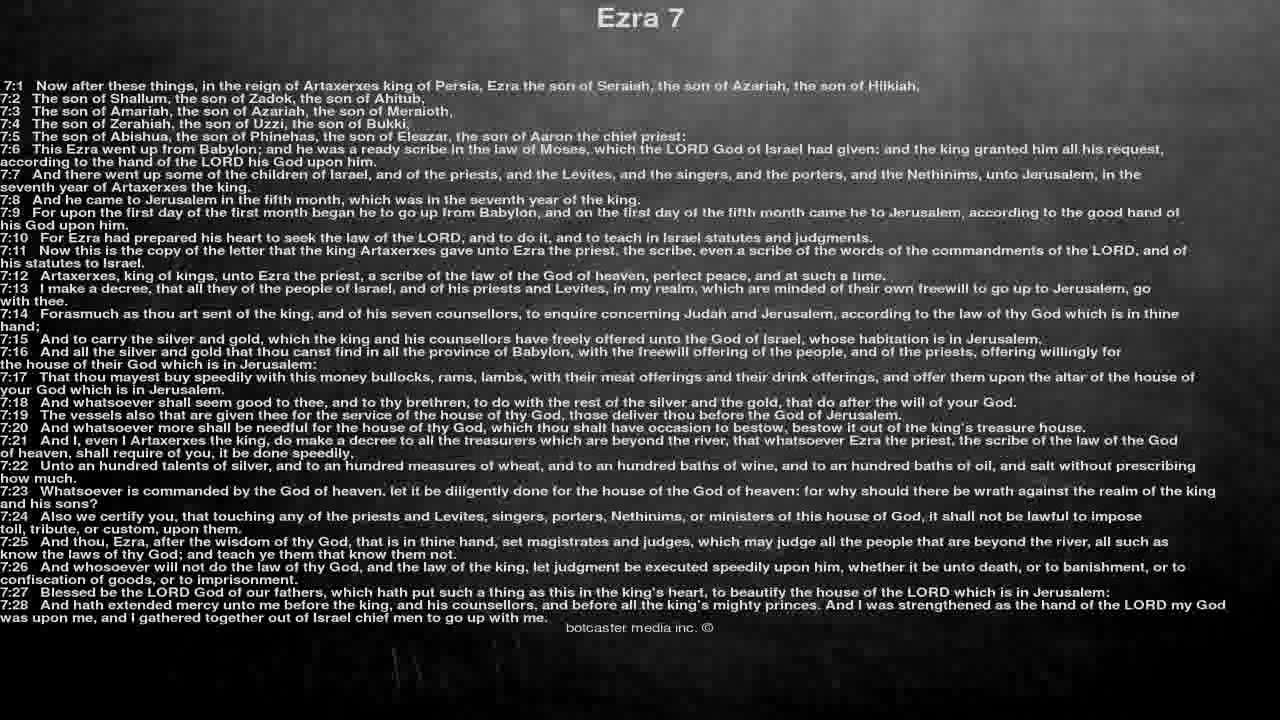 Ezra 7
7:1 Now after these things, in the reign of Artaxerxes king of Persia, Ezra the son of Seraiah, the son of Azariah, the son of Hilkiah,
7:2 The son of Shallum, the son of Zadok, the son of Ahitub,
7:3 The son of Amariah, the son of Azariah, the son of Meraioth,
7:4 The son of Zerahiah, the son of Uzzi, the son of Bukki,
7:5 The son of Abishua, the son of Phinehas, the son of Eleazar, the son of Aaron the chief priest:
7:6 This Ezra went up from Babylon; and he was a ready scribe in the law of Moses, which the LORD God of Israel had given: and the king granted him all his request,
according to the hand of the LORD his God upon him.
7:7 And there went up some of the children of Israel, and of the priests, and the Levites, and the singers, and the porters, and the Nethinims, unto Jerusalem, in the
seventh year of Artaxerxes the king.
7:8 And he came to Jerusalem in the fifth month, which was in the seventh year of the king.
7:9 For upon the first day of the first month began he to go up from Babylon, and on the first day of the fifth month came he to Jerusalem, according to the good hand of
his God upon him.
7:10 For Ezra had prepared his heart to seek the law of the LORD, and to do it, and to teach in Israel statutes and judgments.
7:11 Now this is the copy of the letter that the king Artaxerxes gave unto Ezra the priest, the scribe, even a scribe of the words of the commandments of the LORD, and of
his statutes to Israel.
7:12 Artaxerxes, king of kings, unto Ezra the priest, a scribe of the law of the God of heaven, perfect peace, and at such a time.
7:13 I make a decree, that all they of the people of Israel, and of his priests and Levites, in my realm, which are minded of their own freewill to go up to Jerusalem, go
with thee.
7:14 Forasmuch as thou art sent of the king, and of his seven counsellors, to enquire concerning Judah and Jerusalem, according to the law of thy God which is in thine
hand;
7:15 And to carry the silver and gold, which the king and his counsellors have freely offered unto the God of Israel, whose habitation is in Jerusalem,
7:16 And all the silver and gold that thou canst find in all the province of Babylon, with the freewill offering of the people, and of the priests, offering willingly for
the house of their God which is in Jerusalem:
7:17 That thou mayest buy speedily with this money bullocks, rams, lambs, with their meat offerings and their drink offerings, and offer them upon the altar of the house of
your God which is in Jerusalem.
7:18 And whatsoever shall seem good to thee, and to thy brethren, to do with the rest of the silver and the gold, that do after the will of your God.
7:19 The vessels also that are given thee for the service of the house of thy God, those deliver thou before the God of Jerusalem.
7:20 And whatsoever more shall be needful for the house of thy God, which thou shalt have occasion to bestow, bestow it out of the king's treasure house.
7:21 And I, even I Artaxerxes the king, do make a decree to all the treasurers which are beyond the river, that whatsoever Ezra the priest, the scribe of the law of the God
of heaven, shall require of you, it be done speedily,
7:22 Unto an hundred talents of silver, and to an hundred measures of wheat, and to an hundred baths of wine, and to an hundred baths of oil, and salt without prescribing
how much.
7:23 Whatsoever is commanded by the God of heaven, let it be diligently done for the house of the God of heaven: for why should there be wrath against the realm of the king
and his sons?
7:24 Also we certify you, that touching any of the priests and Levites, singers, porters, Nethinims, or ministers of this house of God, it shall not be lawful to impose
toll, tribute, or custom, upon them.
7:25 And thou, Ezra, after the wisdom of thy God, that is in thine hand, set magistrates and judges, which may judge all the people that are beyond the river, all such as
know the laws of thy God; and teach ye them that know them not.
7:26 And whosoever will not do the law of thy God, and the law of the king, let judgment be executed speedily upon him, whether it be unto death, or to banishment, or to
confiscation of goods, or to imprisonment.
7:27 Blessed be the LORD God of our fathers, which hath put such a thing as this in the king's heart, to beautify the house of the LORD which is in Jerusalem:
7:28 And hath extended mercy unto me before the king, and his counsellors, and before all the king's mighty princes. And I was strengthened as the hand of the LORD my God
was upon me, and I gathered together out of Israel chief men to go up with me.
botcaster media inc. ©